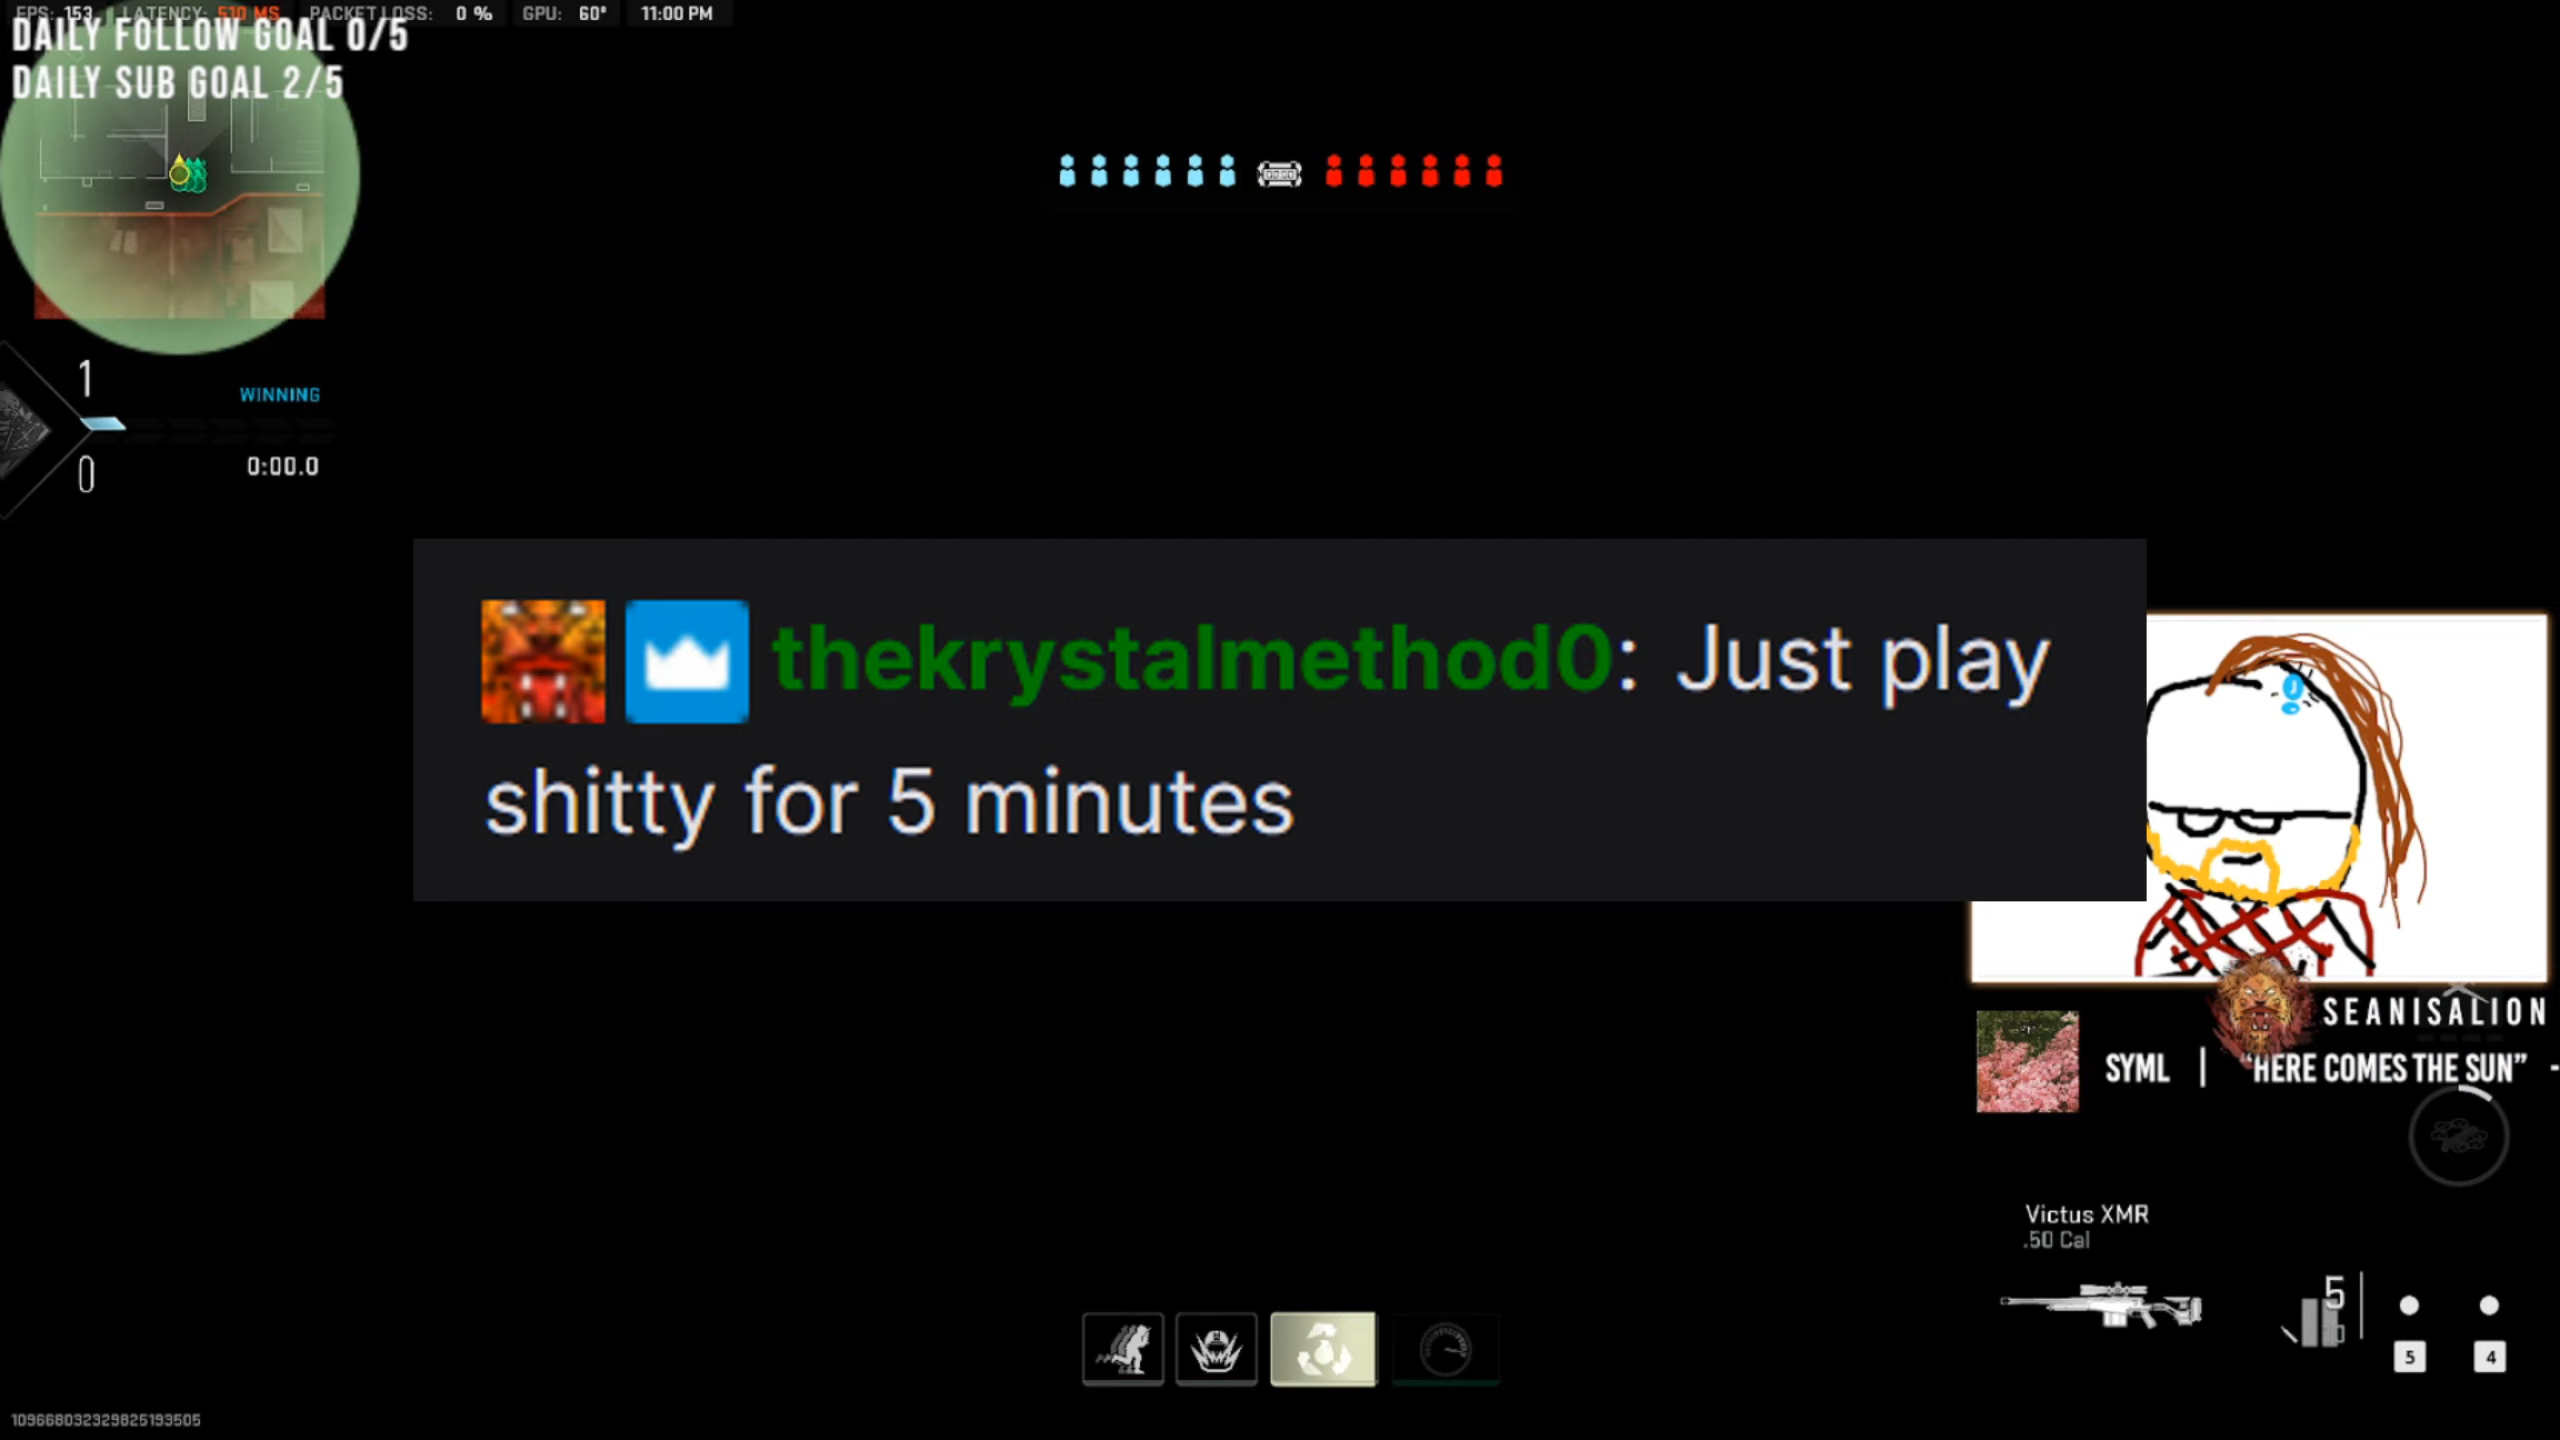 FPS: 153 LATENCY: 510 MS PACKET LOSS: 0 % GPU: 60° 11:00 PM
DAILY FOLLOW GOAL 0/5
DAILY SUB GOAL 2/5
1
WINNING
0
0:00.0
thekrystalmethod0: Just play
shitty for 5 minutes
SEANISALION
SYML | “HERE COMES THE SUN” -
Victus XMR
.50 Cal
5
5 4
109668032329825193505